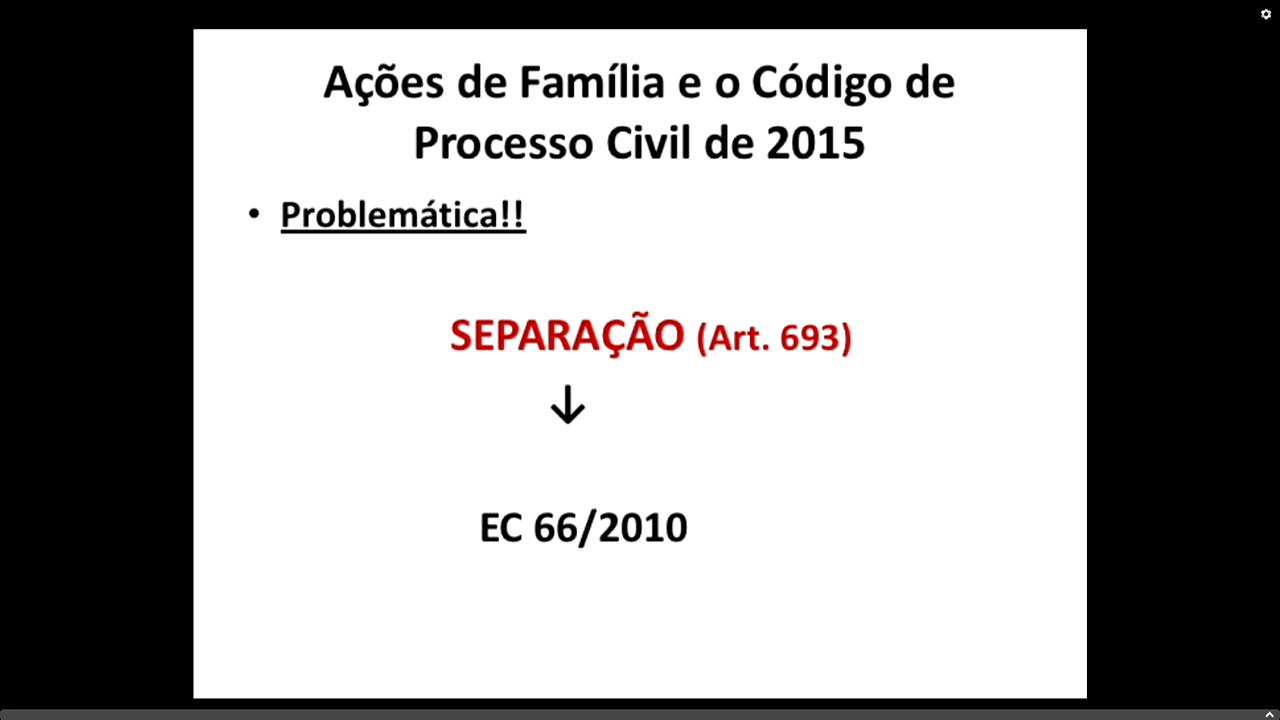 Ações de Família e o Código de
Processo Civil de 2015
• Problemática!!
SEPARAÇÃO (Art. 693)
↓
EC 66/2010